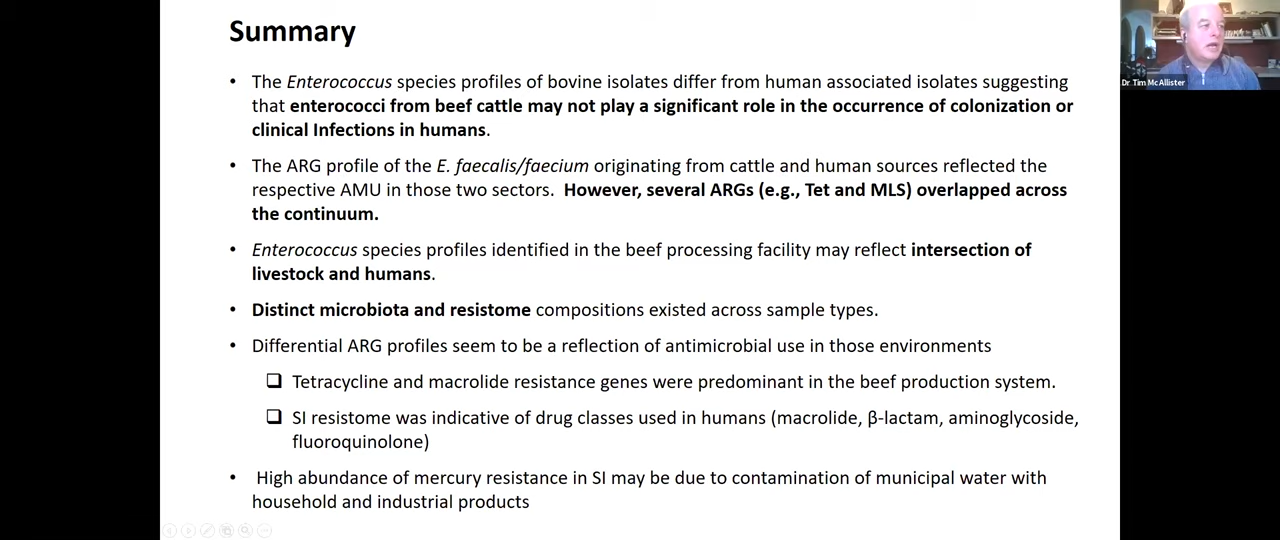 Summary
• The Enterococcus species profiles of bovine isolates differ from human associated isolates suggesting
that enterococci from beef cattle may not play a significant role in the occurrence of colonization or
clinical Infections in humans.
• The ARG profile of the E. faecalis/faecium originating from cattle and human sources reflected the
respective AMU in those two sectors. However, several ARGs (e.g., Tet and MLS) overlapped across
the continuum.
• Enterococcus species profiles identified in the beef processing facility may reflect intersection of
livestock and humans.
• Distinct microbiota and resistome compositions existed across sample types.
• Differential ARG profiles seem to be a reflection of antimicrobial use in those environments
❑ Tetracycline and macrolide resistance genes were predominant in the beef production system.
❑ SI resistome was indicative of drug classes used in humans (macrolide, β-lactam, aminoglycoside,
fluoroquinolone)
• High abundance of mercury resistance in SI may be due to contamination of municipal water with
household and industrial products
Dr. Tim McAllister